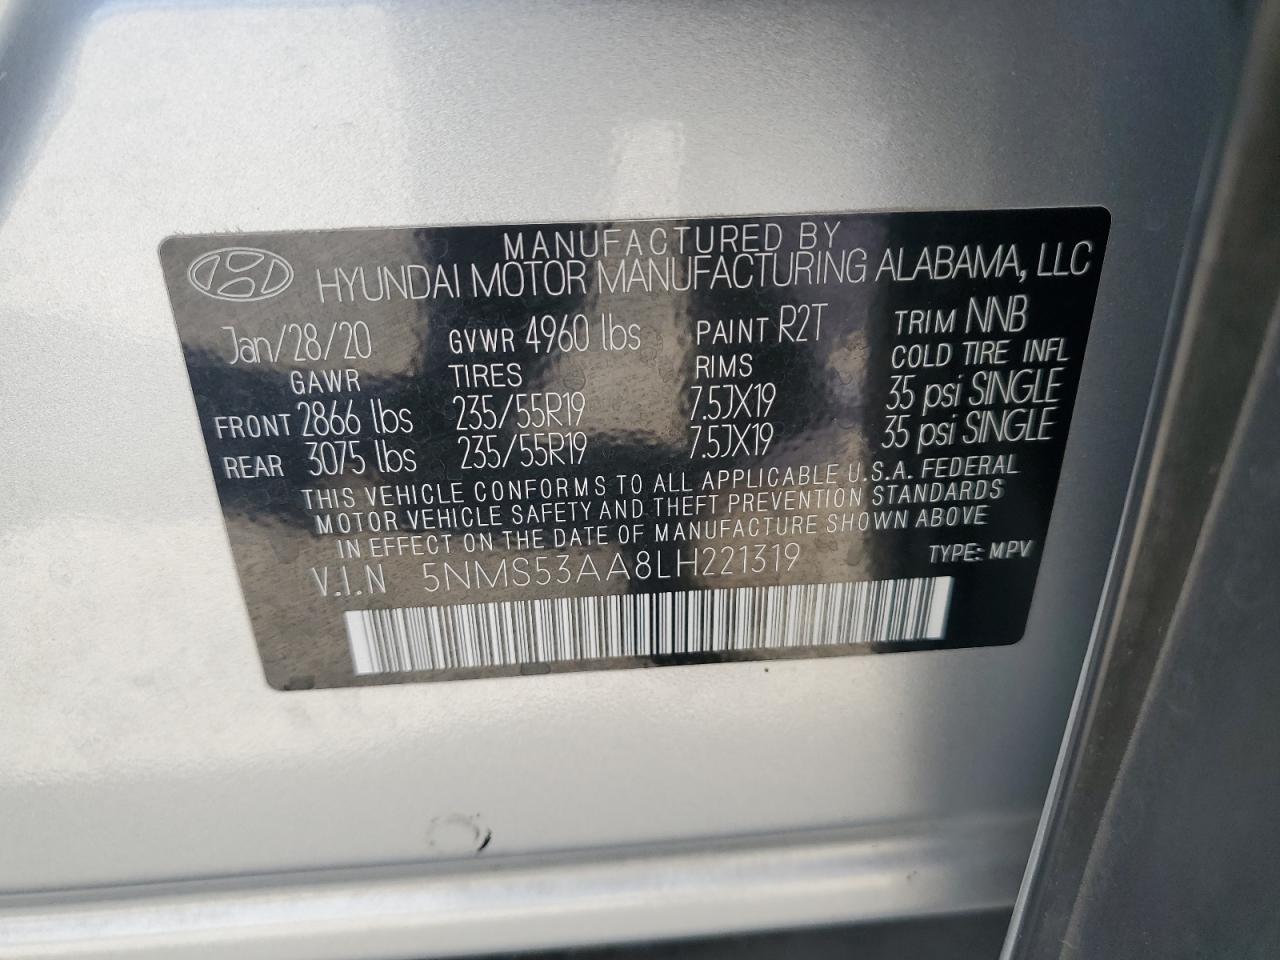 MANUFACTURED BY
HYUNDAI MOTOR MANUFACTURING ALABAMA, LLC
Jan/28/20 GVWR 4960 lbs PAINT R2T TRIM NNB
GAWR TIRES RIMS COLD TIRE INFL
FRONT 2866 lbs 235/55R19 7.5JX19 35 psi SINGLE
REAR 3075 lbs 235/55R19 7.5JX19 35 psi SINGLE
THIS VEHICLE CONFORMS TO ALL APPLICABLE U.S.A. FEDERAL
MOTOR VEHICLE SAFETY AND THEFT PREVENTION STANDARDS
IN EFFECT ON THE DATE OF MANUFACTURE SHOWN ABOVE
V.I.N 5NMS53AA8LH221319 TYPE: MPV